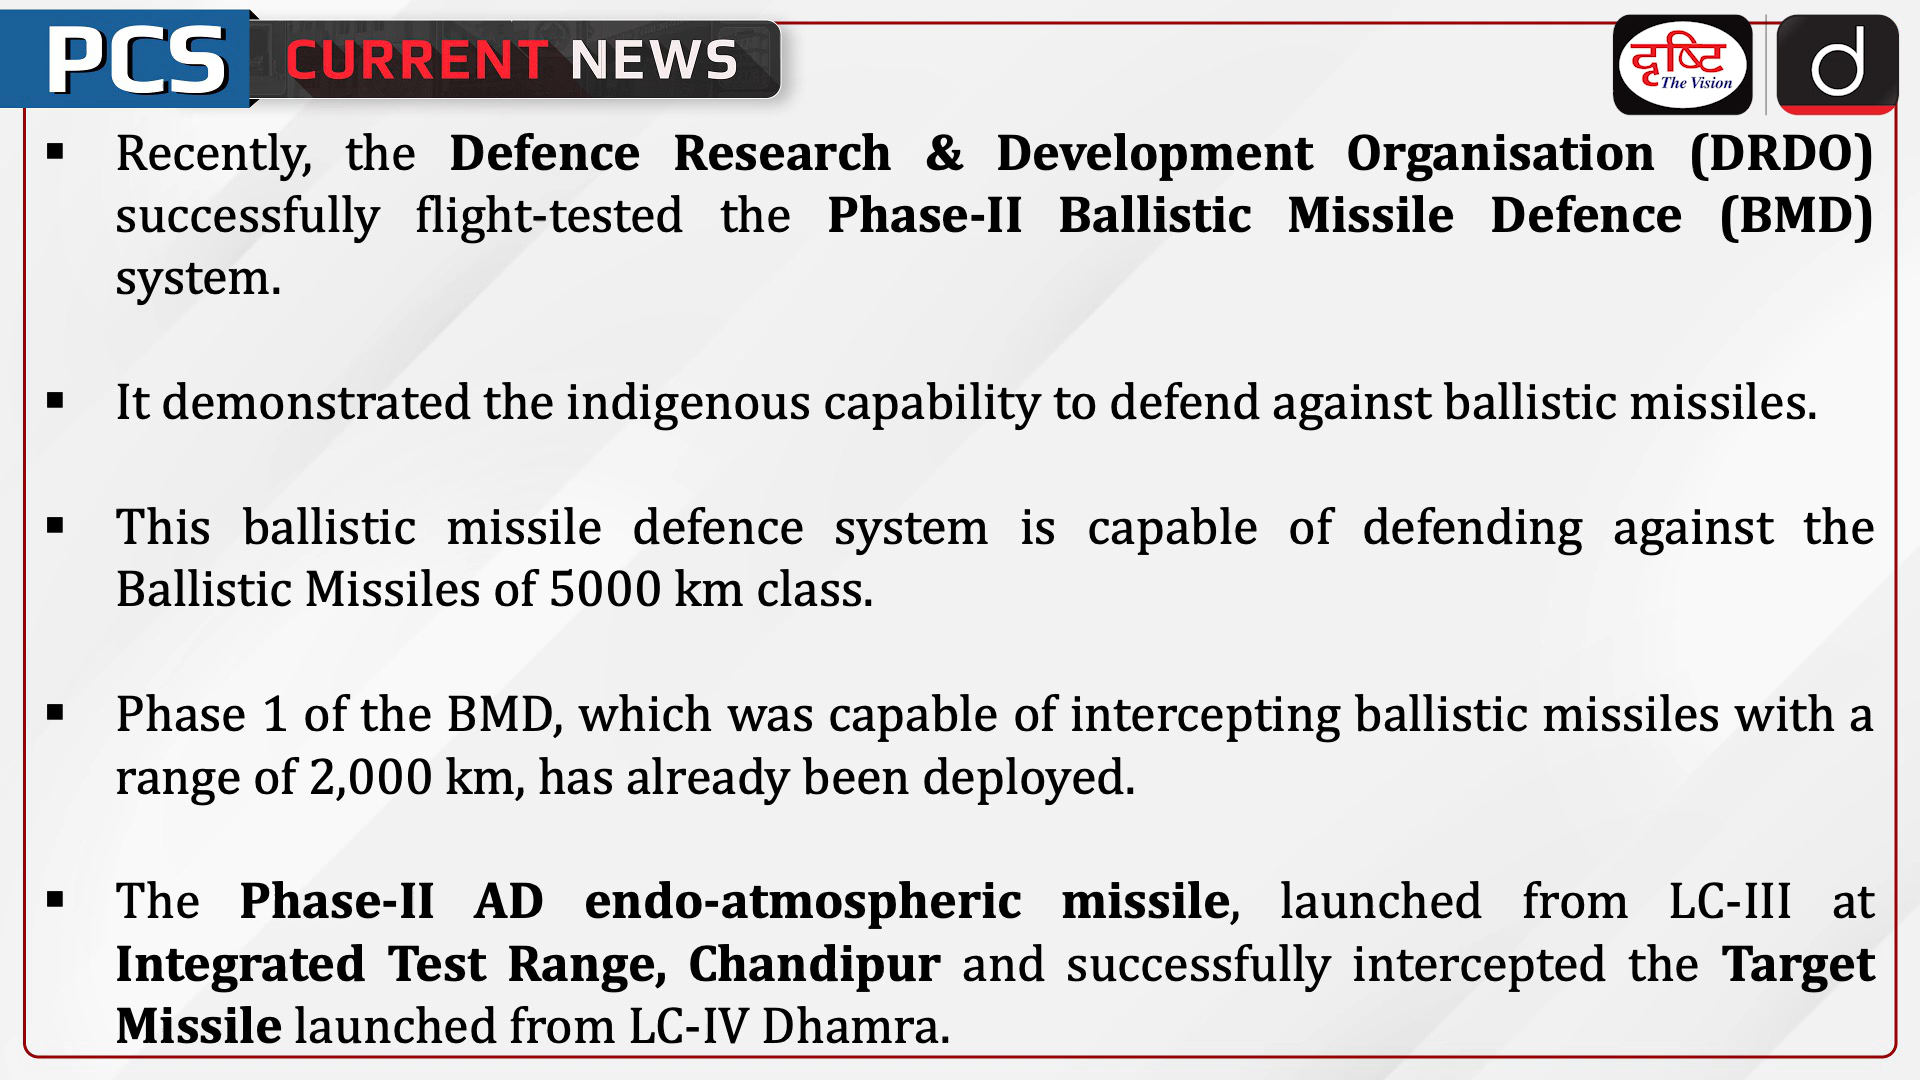 PCS CURRENT NEWS
दृष्टि
The Vision
d
▪ Recently, the Defence Research & Development Organisation (DRDO)
successfully flight-tested the Phase-II Ballistic Missile Defence (BMD)
system.
▪ It demonstrated the indigenous capability to defend against ballistic missiles.
▪ This ballistic missile defence system is capable of defending against the
Ballistic Missiles of 5000 km class.
▪ Phase 1 of the BMD, which was capable of intercepting ballistic missiles with a
range of 2,000 km, has already been deployed.
▪ The Phase-II AD endo-atmospheric missile, launched from LC-III at
Integrated Test Range, Chandipur and successfully intercepted the Target
Missile launched from LC-IV Dhamra.